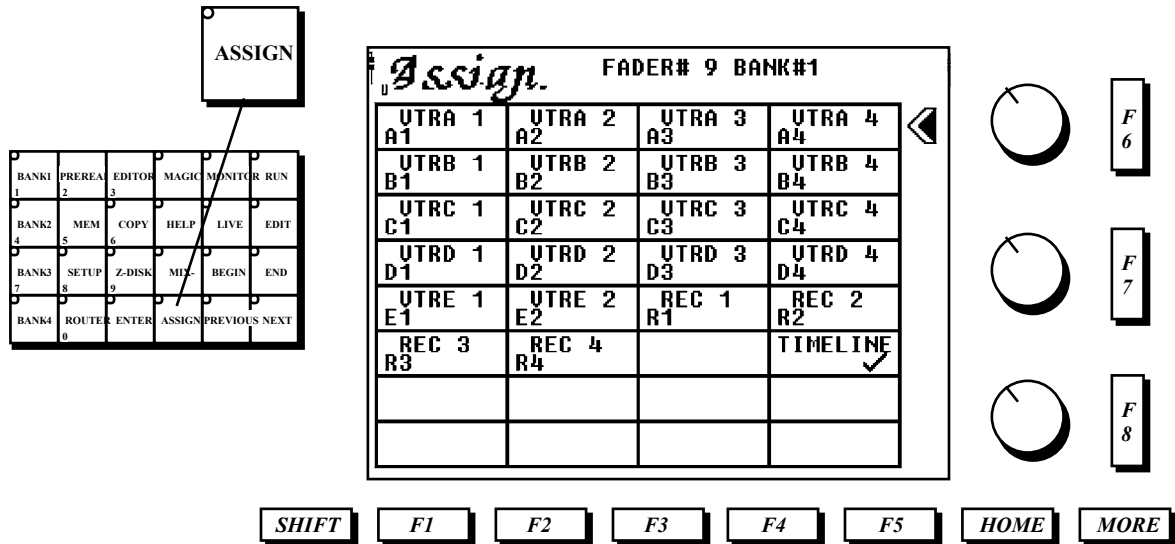 ASSIGN
BANK1 PREREA EDITOR MAGIC MONITOR RUN
1 2 3
BANK2 MEM COPY HELP LIVE EDIT
4 5 6
BANK3 SETUP Z-DISK MIX- BEGIN END
7 8 9
BANK4 ROUTER ENTER ASSIGN PREVIOUS NEXT
0
Assign. FADER# 9 BANK#1
U
VTRA 1 VTRA 2 VTRA 3 VTRA 4
A1 A2 A3 A4
VTRB 1 VTRB 2 VTRB 3 VTRB 4
B1 B2 B3 B4
VTRC 1 VTRC 2 VTRC 3 VTRC 4
C1 C2 C3 C4
VTRD 1 VTRD 2 VTRD 3 VTRD 4
D1 D2 D3 D4
VTRE 1 VTRE 2 REC 1 REC 2
E1 E2 R1 R2
REC 3 REC 4 TIMELINE
R3 R4
F
6
F
7
F
8
SHIFT F1 F2 F3 F4 F5 HOME MORE